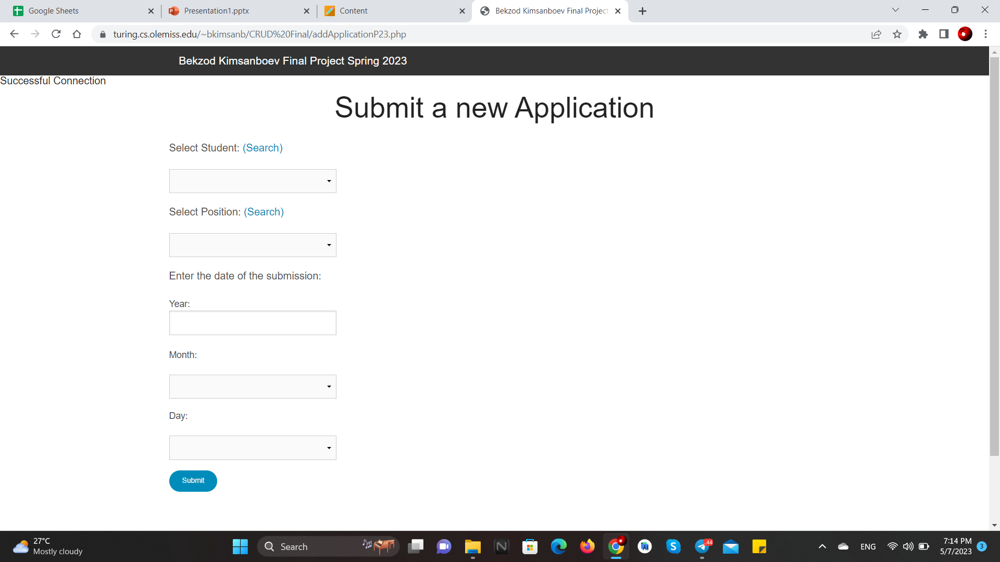 Google Sheets
Presentation1.pptx
Content
Bekzod Kimsanboev Final Project
turing.cs.olemiss.edu/~bkimsanb/CRUD%20Final/addApplicationP23.php
Bekzod Kimsanboev Final Project Spring 2023
Successful Connection
Submit a new Application
Select Student: (Search)
Select Position: (Search)
Enter the date of the submission:
Year:
Month:
Day:
Submit
27°C
Mostly cloudy
Search
44
ENG
7:14 PM
5/7/2023
3